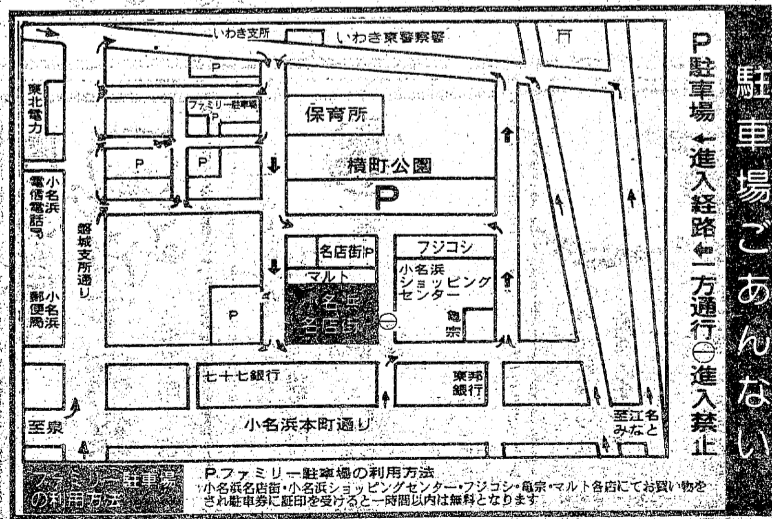 駐車場ごあんない
P駐車場←進入経路⇐一方通行⊖進入禁止
いわき支所
いわき東警察署
P
東北電力
ファミリー駐車場
P
保育所
P
P
横町公園
P
小名浜
電信電話局
磐城支所通り
名店街P
フジコシ
マルト
小名浜
ショッピング
センター
小名浜
郵便局
P
名浜
名店街
亀宗
七十七銀行
東邦
銀行
至泉
小名浜本町通り
至江名
みなと
ファミリー駐車場
の利用方法
P.ファミリー駐車場の利用方法
小名浜名店街・小名浜ショッピングセンター・フジコシ・亀宗・マルト各店にてお買い物を
され駐車券に証印を受けると一時間以内は無料となります